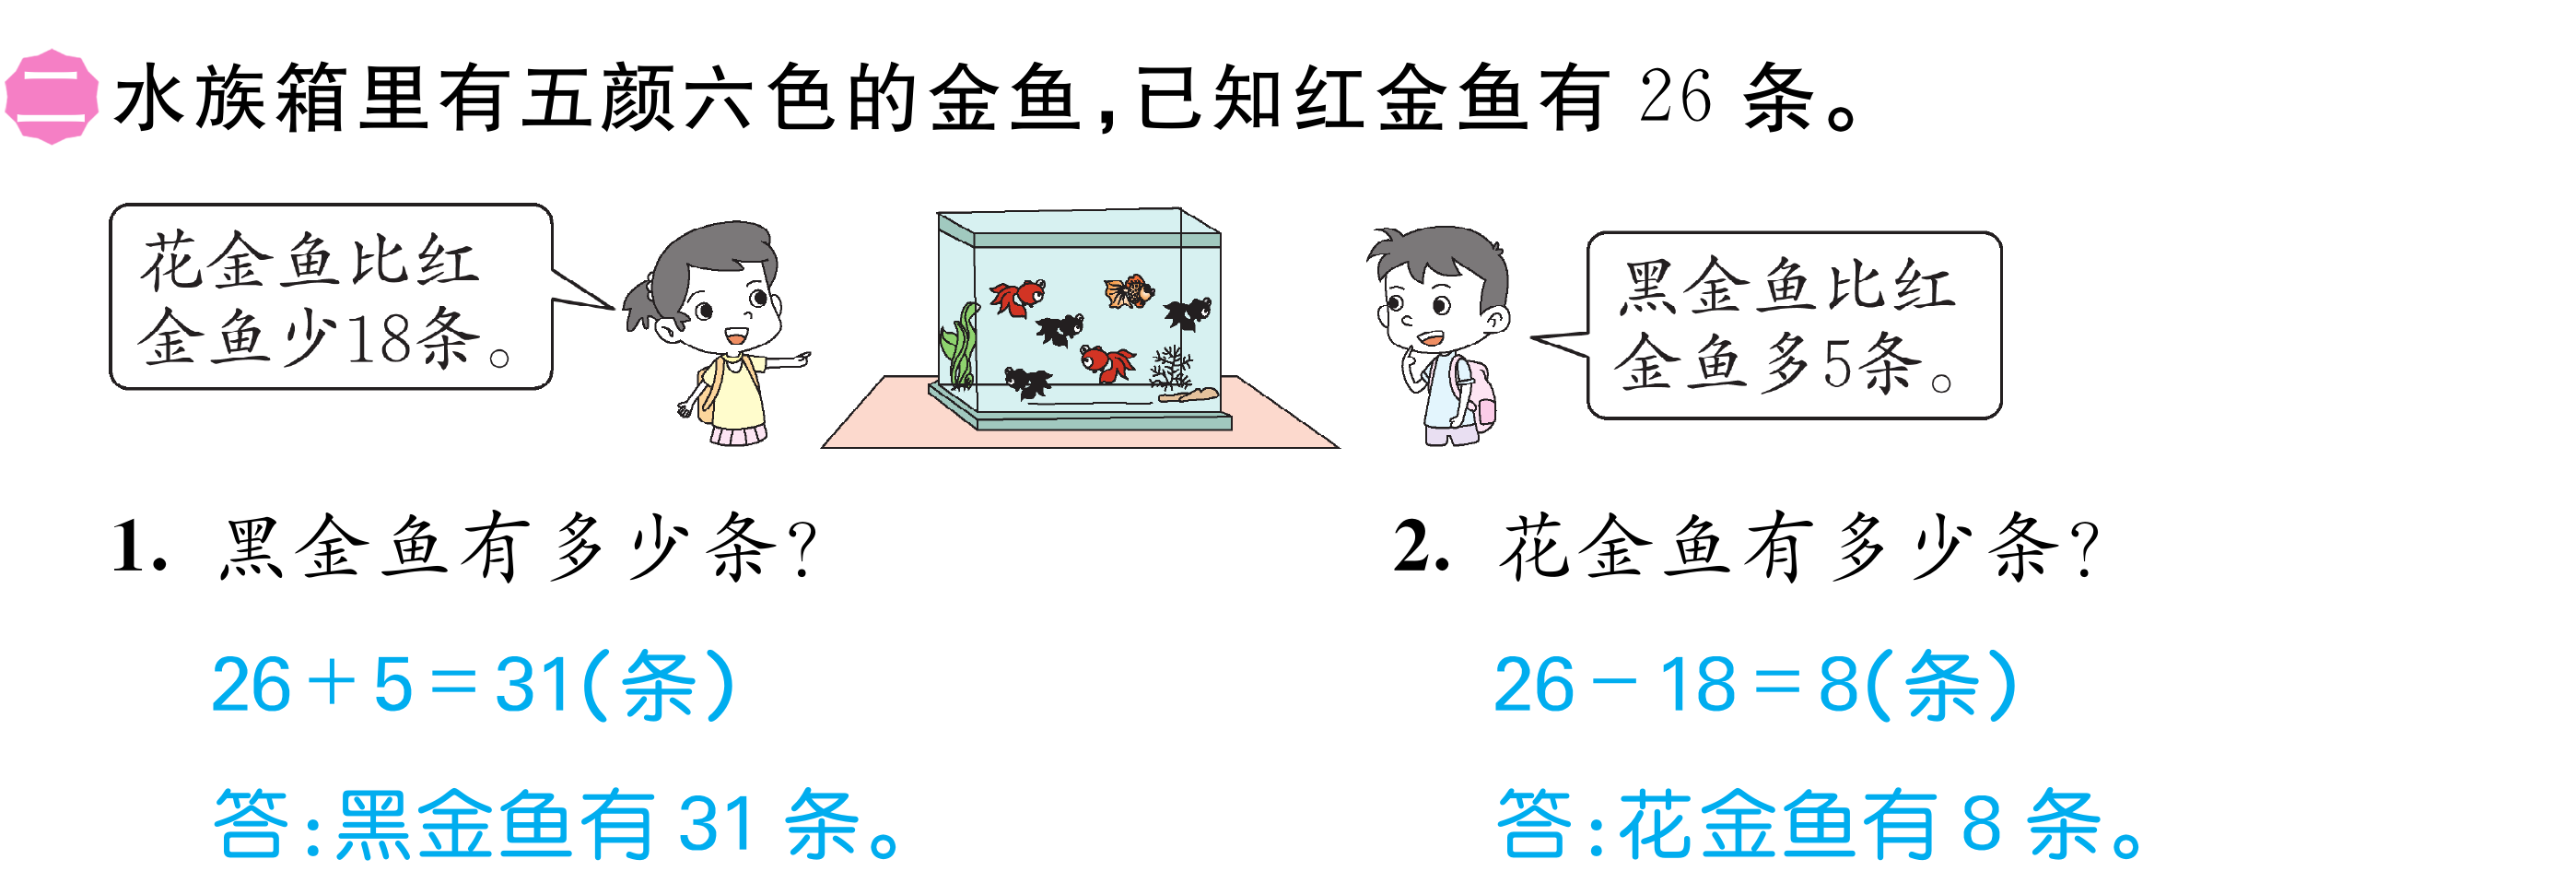 二 水族箱里有五颜六色的金鱼,已知红金鱼有 26 条。
花金鱼比红
金鱼少18条。
黑金鱼比红
金鱼多5条。
1. 黑金鱼有多少条?
26+5=31(条)
答:黑金鱼有 31 条。
2. 花金鱼有多少条?
26-18=8(条)
答:花金鱼有 8 条。